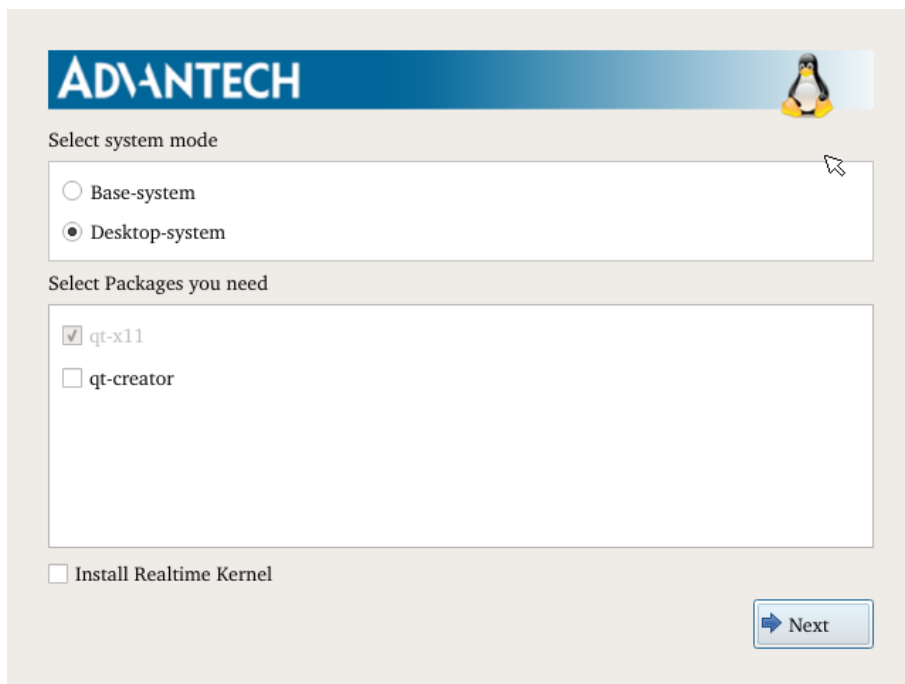 ADVANTECH
Select system mode
Base-system
Desktop-system
Select Packages you need
qt-x11
qt-creator
Install Realtime Kernel
Next